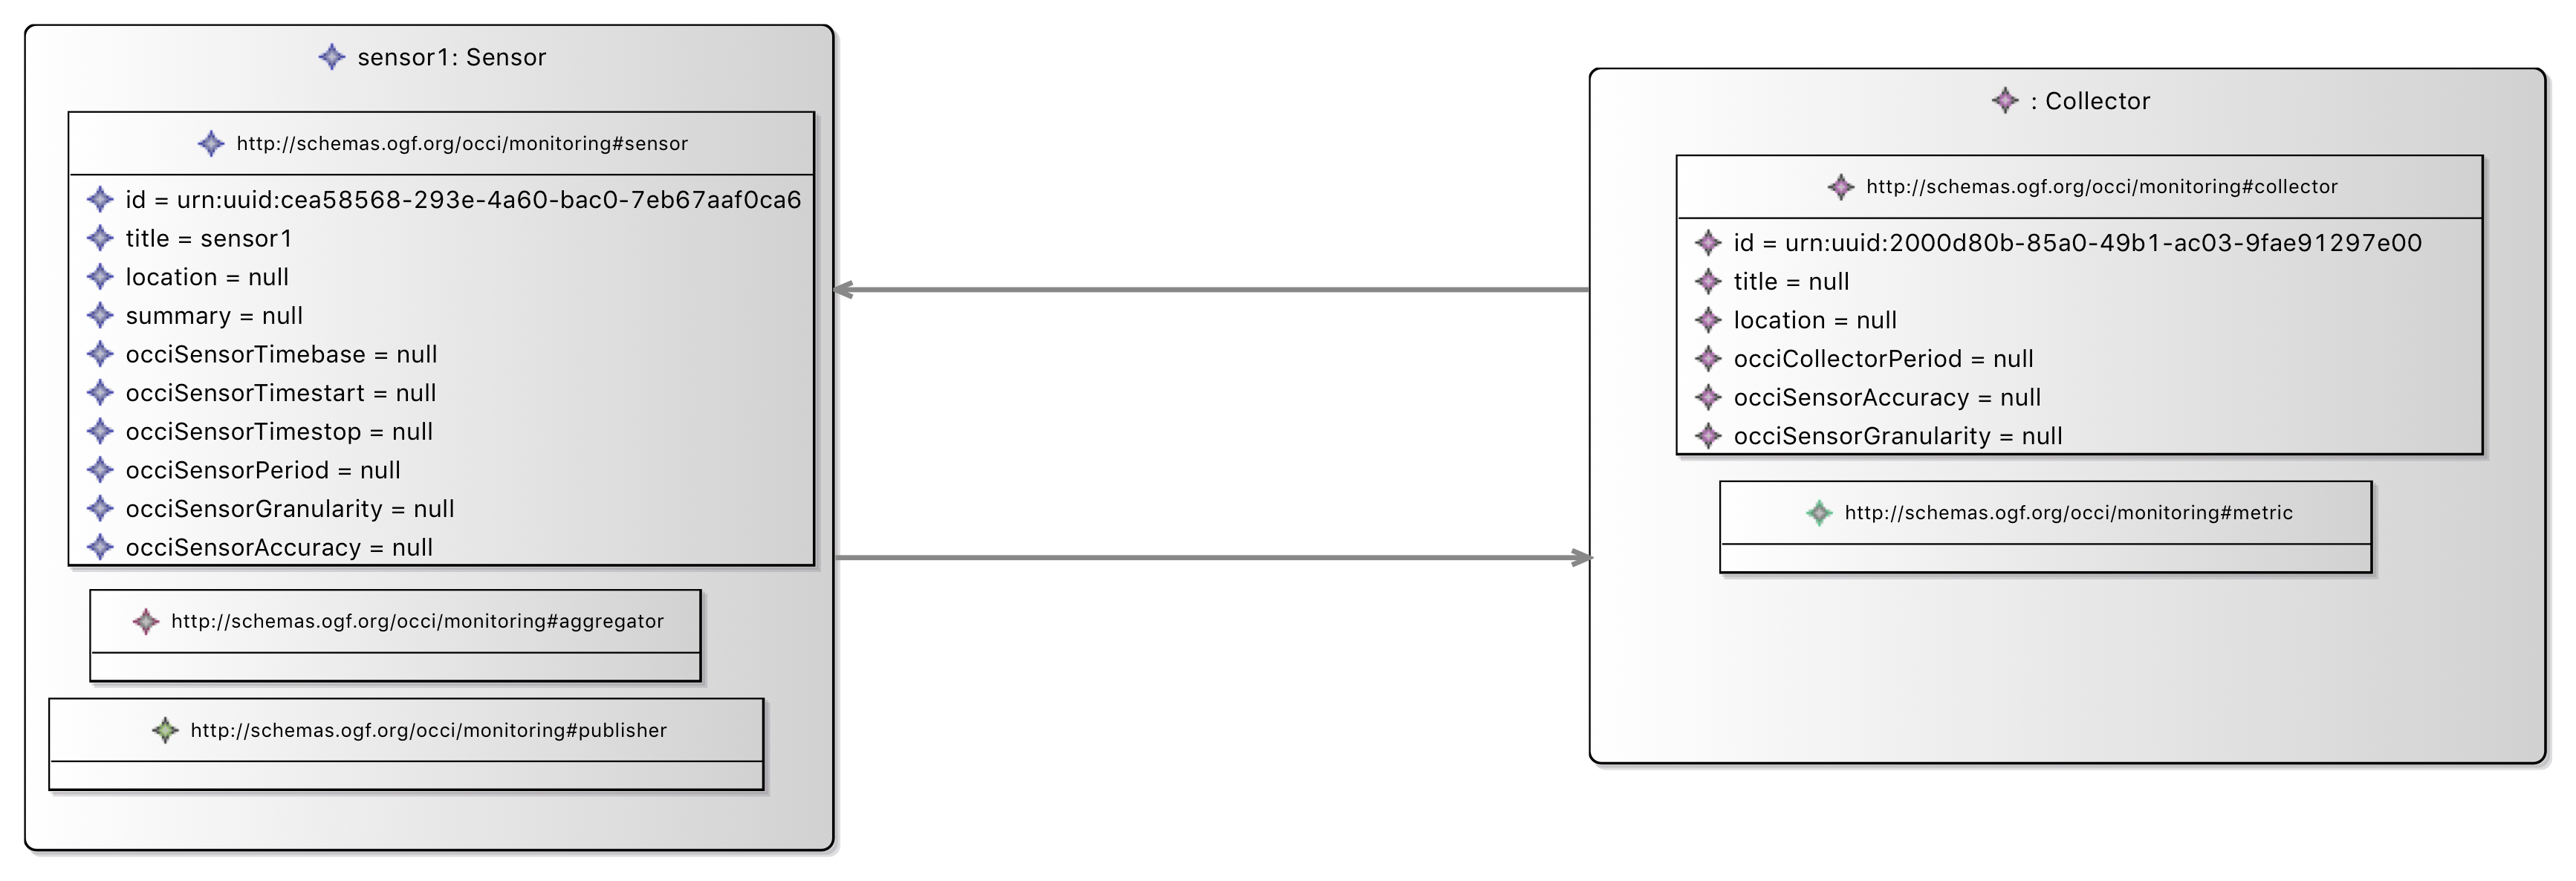 sensor1: Sensor
http://schemas.ogf.org/occi/monitoring#sensor
id = urn:uuid:cea58568-293e-4a60-bac0-7eb67aaf0ca6
title = sensor1
location = null
summary = null
occiSensorTimebase = null
occiSensorTimestart = null
occiSensorTimestop = null
occiSensorPeriod = null
occiSensorGranularity = null
occiSensorAccuracy = null
http://schemas.ogf.org/occi/monitoring#aggregator
http://schemas.ogf.org/occi/monitoring#publisher
: Collector
http://schemas.ogf.org/occi/monitoring#collector
id = urn:uuid:2000d80b-85a0-49b1-ac03-9fae91297e00
title = null
location = null
occiCollectorPeriod = null
occiSensorAccuracy = null
occiSensorGranularity = null
http://schemas.ogf.org/occi/monitoring#metric